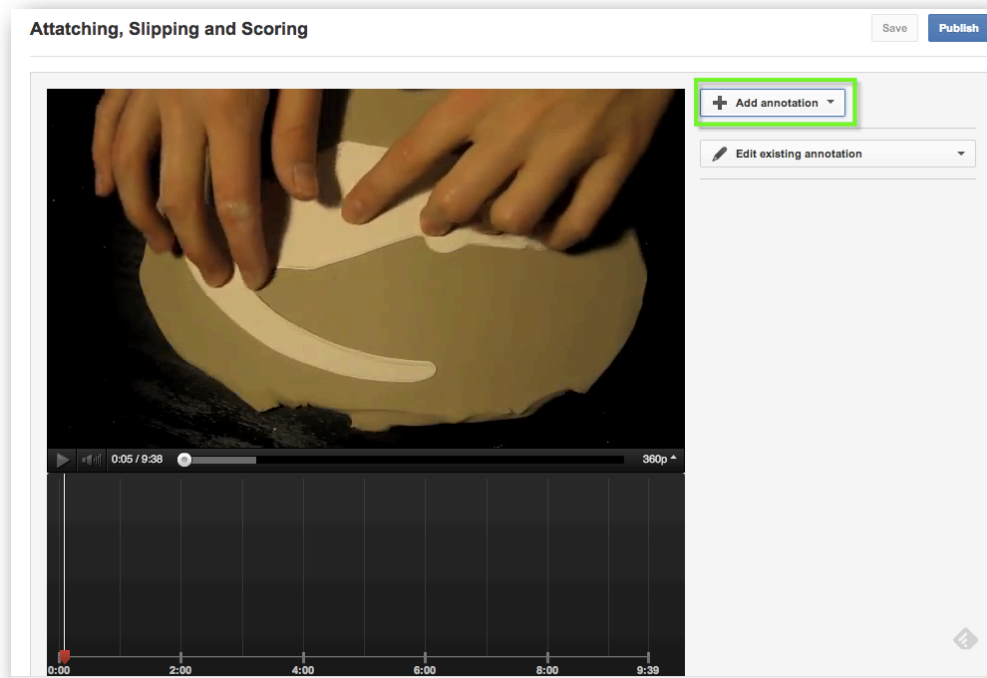 Attatching, Slipping and Scoring
Save
Publish
Add annotation
Edit existing annotation
0:05 / 9:38
360p
0:00
2:00
4:00
6:00
8:00
9:39